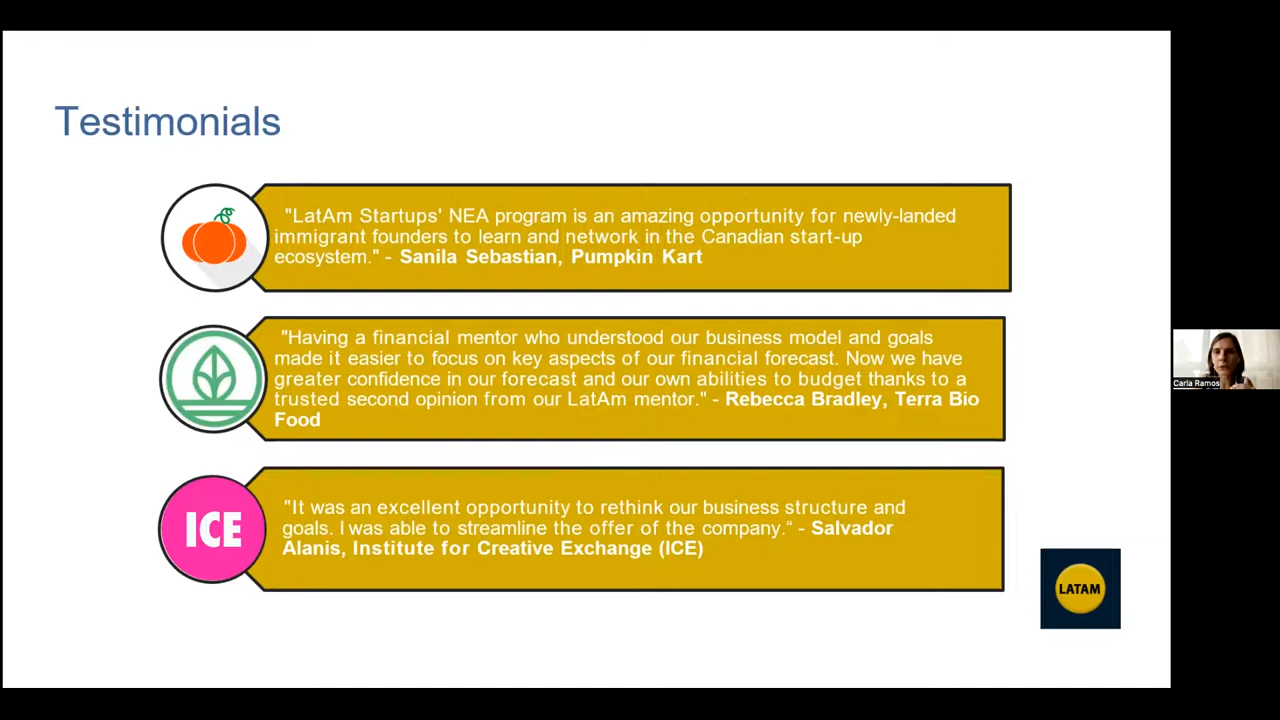 Testimonials
"LatAm Startups' NEA program is an amazing opportunity for newly-landed
immigrant founders to learn and network in the Canadian start-up
ecosystem." - Sanila Sebastian, Pumpkin Kart
"Having a financial mentor who understood our business model and goals
made it easier to focus on key aspects of our financial forecast. Now we have
greater confidence in our forecast and our own abilities to budget thanks to a
trusted second opinion from our LatAm mentor." - Rebecca Bradley, Terra Bio
Food
ICE
"It was an excellent opportunity to rethink our business structure and
goals. I was able to streamline the offer of the company.“ - Salvador
Alanis, Institute for Creative Exchange (ICE)
LATAM
Carla Ramos